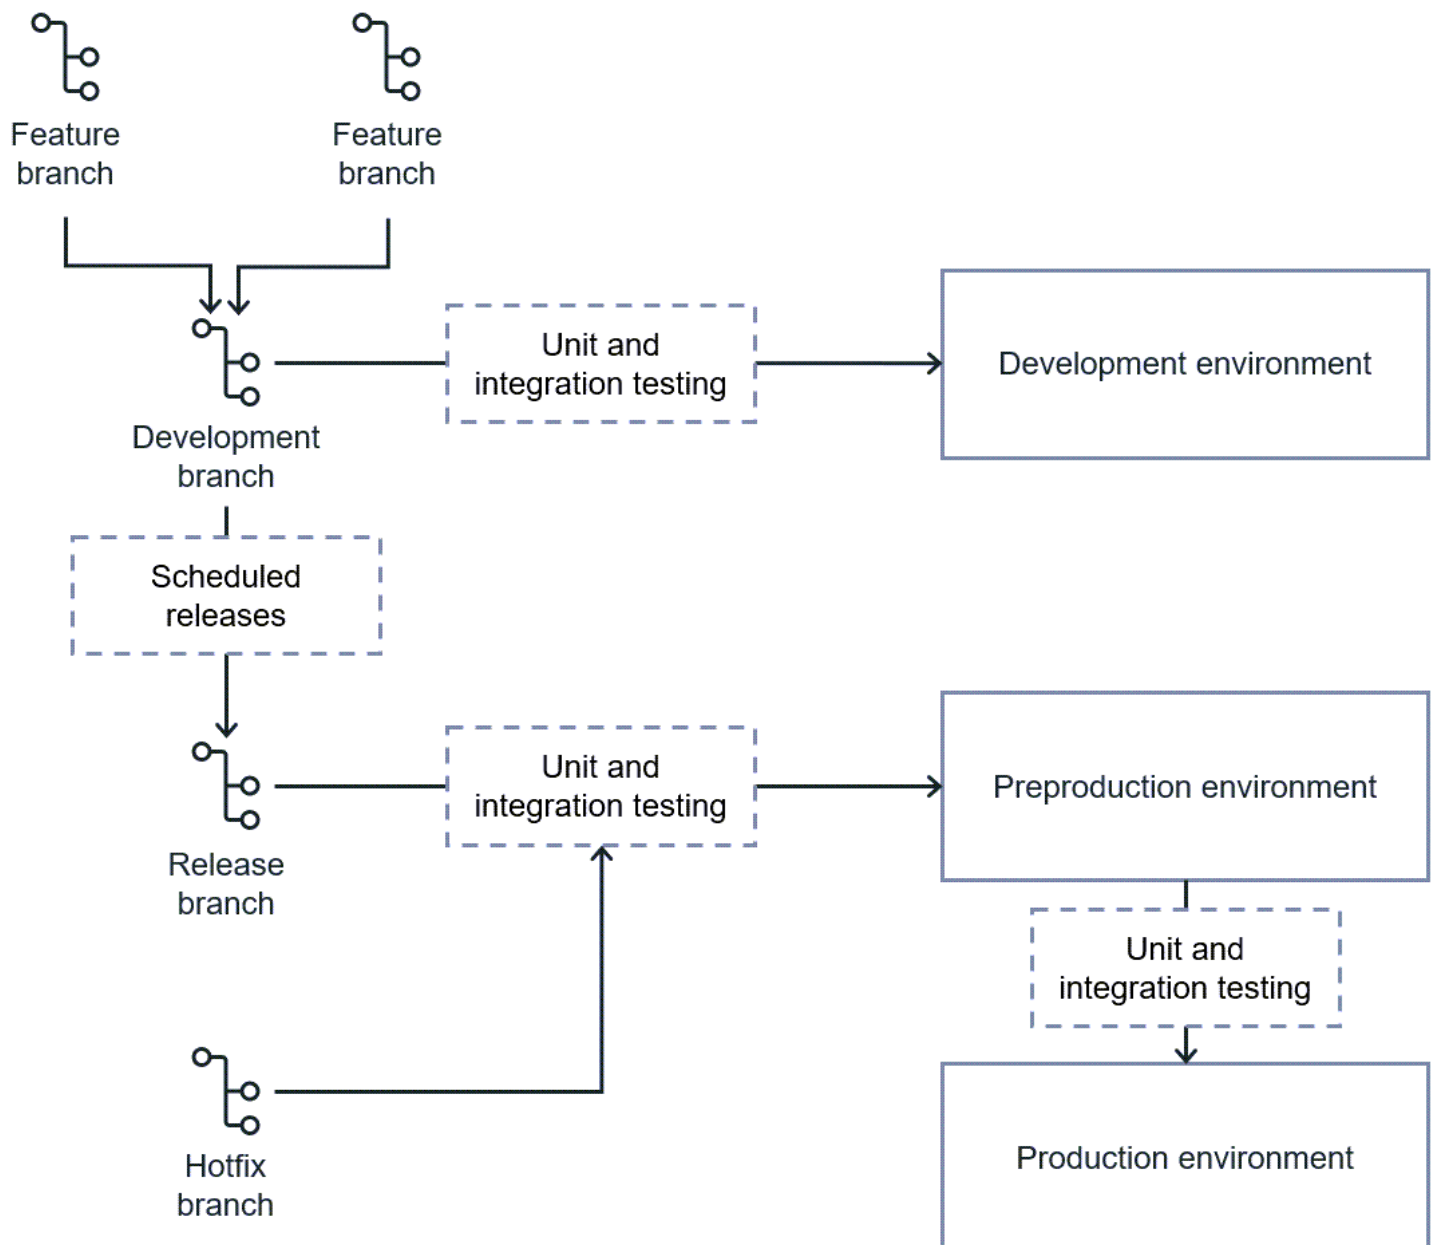 Feature
branch
Feature
branch
Development
branch
Unit and
integration testing
Development environment
Scheduled
releases
Release
branch
Unit and
integration testing
Preproduction environment
Unit and
integration testing
Hotfix
branch
Production environment